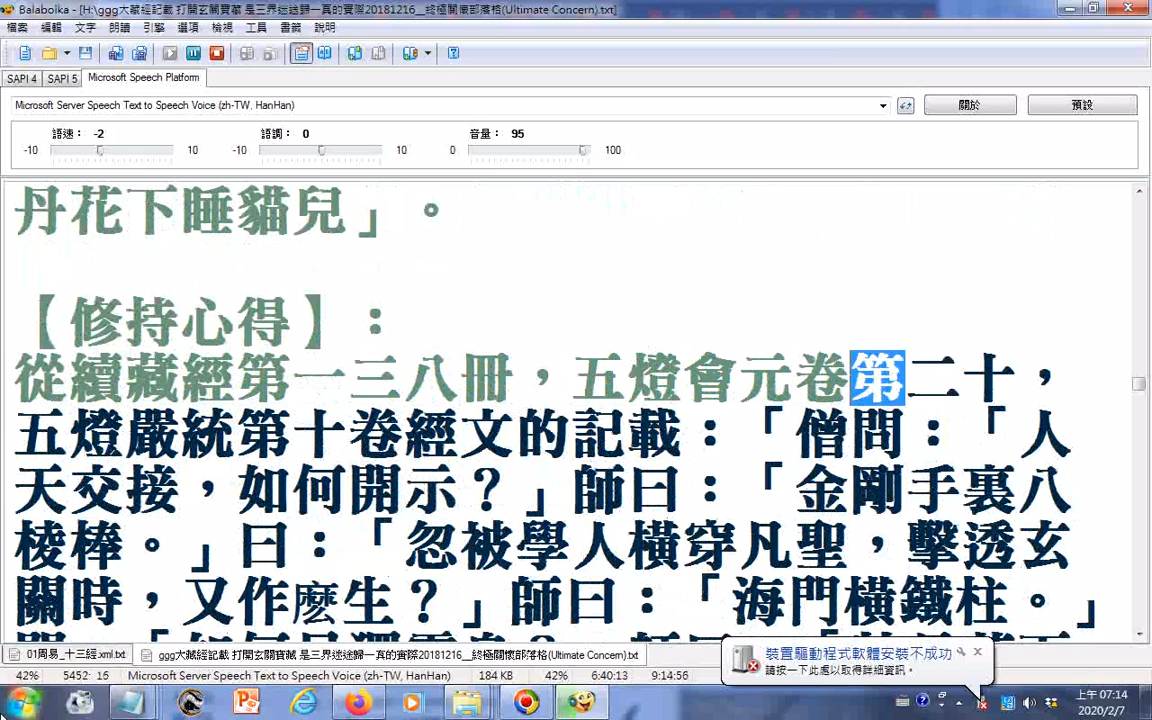 Balabolka - [H:\ggg大藏經記載 打開玄關寶藏 是三界迷途歸一真的實際20181216__終極關懷部落格(Ultimate Concern).txt]
檔案 編輯 文字 朗讀 引擎 選項 檢視 工具 書籤 說明
SAPI 4 SAPI 5 Microsoft Speech Platform
Microsoft Server Speech Text to Speech Voice (zh-TW, HanHan) 關於 預設
語速： -2 語調： 0 音量： 95
-10 10 -10 10 0 100
丹花下睡貓兒」。
【修持心得】：
從續藏經第一三八冊，五燈會元卷第二十，
五燈嚴統第十卷經文的記載：「僧問：「人
天交接，如何開示？」師曰：「金剛手裏八
棱棒。」曰：「忽被學人橫穿凡聖，擊透玄
關時，又作麼生？」師曰：「海門橫鐵柱。」
01周易_十三經.xml.txt ggg大藏經記載 打開玄關寶藏 是三界迷途歸一真的實際20181216__終極關懷部落格(Ultimate Concern).txt
裝置驅動程式軟體安裝不成功
請按一下此處以取得詳細資訊。
42% 5452: 16 Microsoft Server Speech Text to Speech Voice (zh-TW, HanHan) 184 KB 42% 6:40:13 9:14:56
上午 07:14
2020/2/7